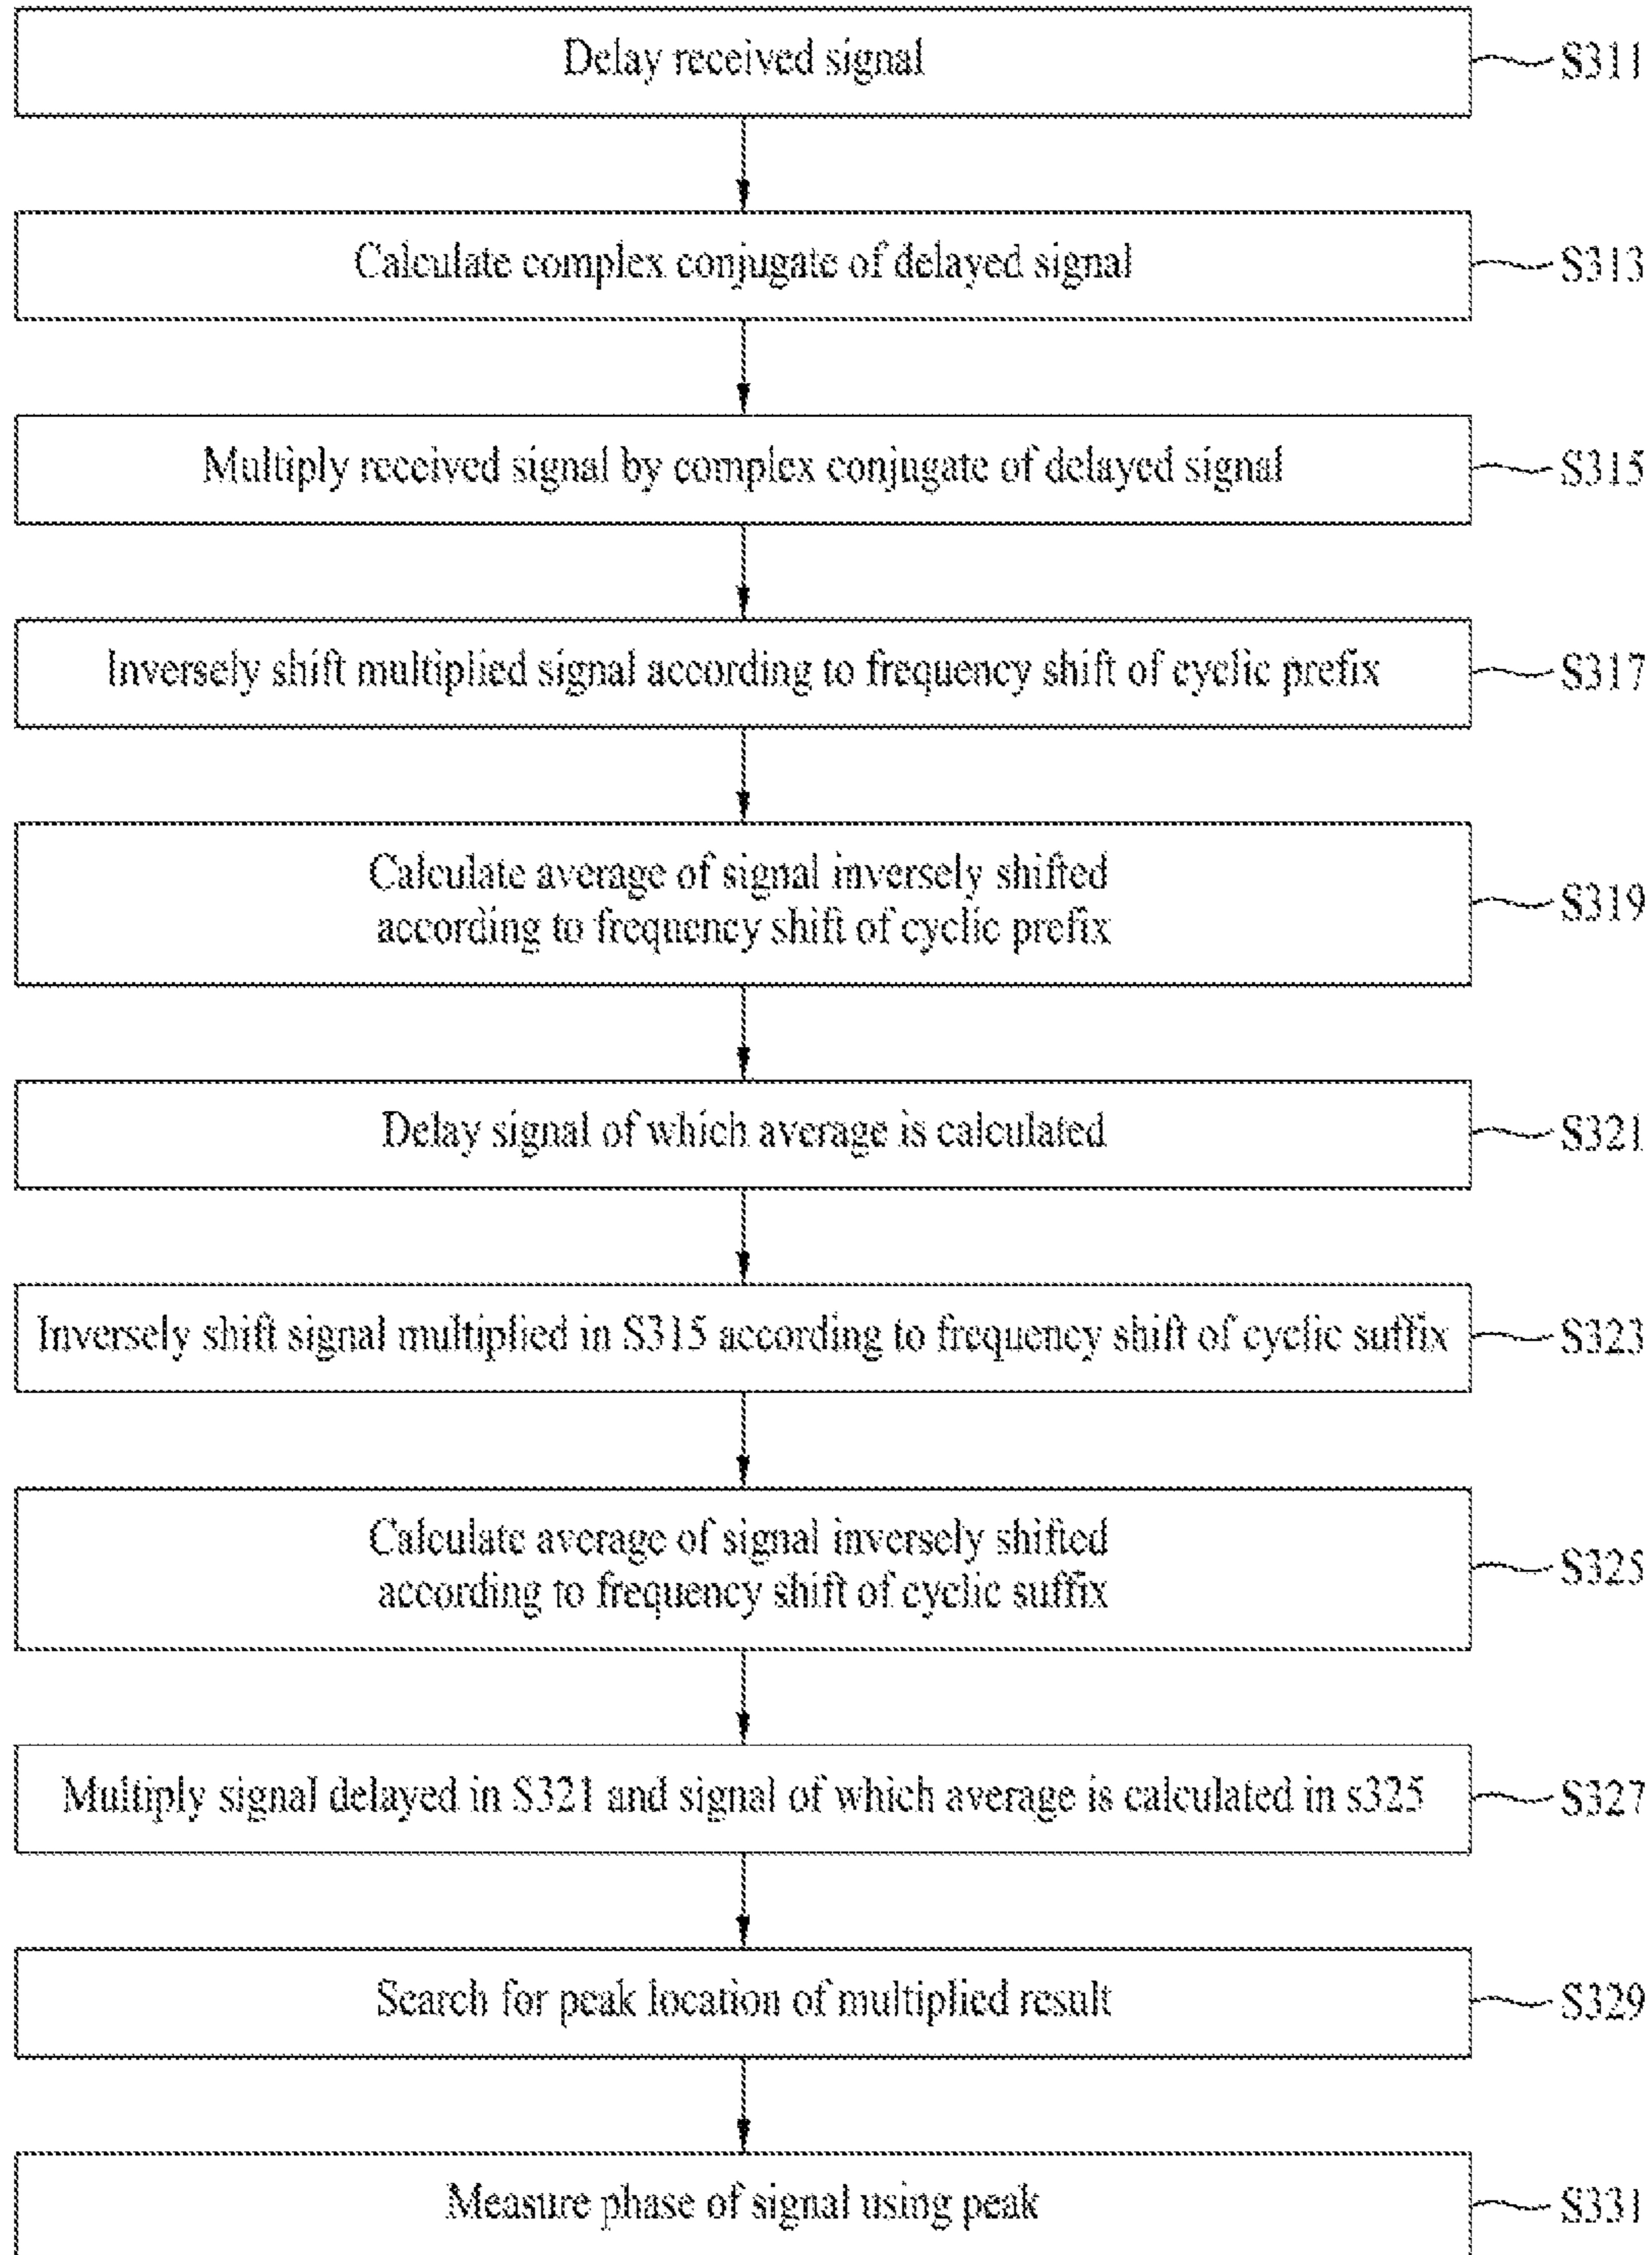 Delay received signal
S311
Calculate complex conjugate of delayed signal
S313
Multiply received signal by complex conjugate of delayed signal
S315
Inversely shift multiplied signal according to frequency shift of cyclic prefix
S317
Calculate average of signal inversely shifted
according to frequency shift of cyclic prefix
S319
Delay signal of which average is calculated
S321
Inversely shift signal multiplied in S315 according to frequency shift of cyclic suffix
S323
Calculate average of signal inversely shifted
according to frequency shift of cyclic suffix
S325
Multiply signal delayed in S321 and signal of which average is calculated in s325
S327
Search for peak location of multiplied result
S329
Measure phase of signal using peak
S331